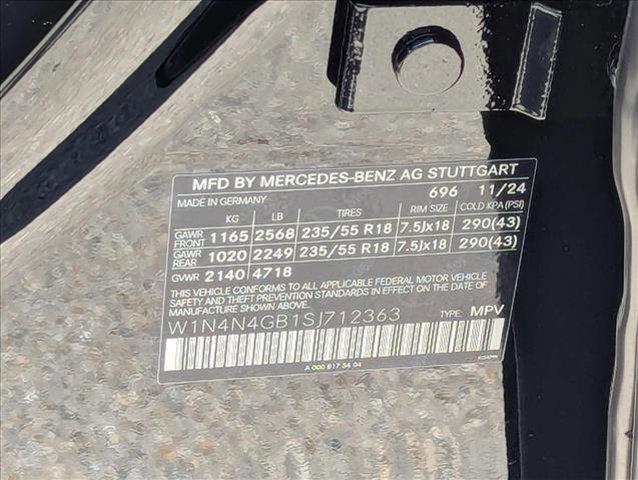 MFD BY MERCEDES-BENZ AG STUTTGART
MADE IN GERMANY 696 11/24
KG LB TIRES RIM SIZE COLD KPA (PSI)
GAWR FRONT 1165 2568 235/55 R18 7.5Jx18 290(43)
GAWR REAR 1020 2249 235/55 R18 7.5Jx18 290(43)
GVWR 2140 4718
THIS VEHICLE CONFORMS TO ALL APPLICABLE FEDERAL MOTOR VEHICLE
SAFETY AND THEFT STANDARDS IN EFFECT ON THE DATE OF
MANUFACTURE SHOWN ABOVE.
W1N4N4GB1SJ712363 TYPE: MPV
A 000 817 54 04